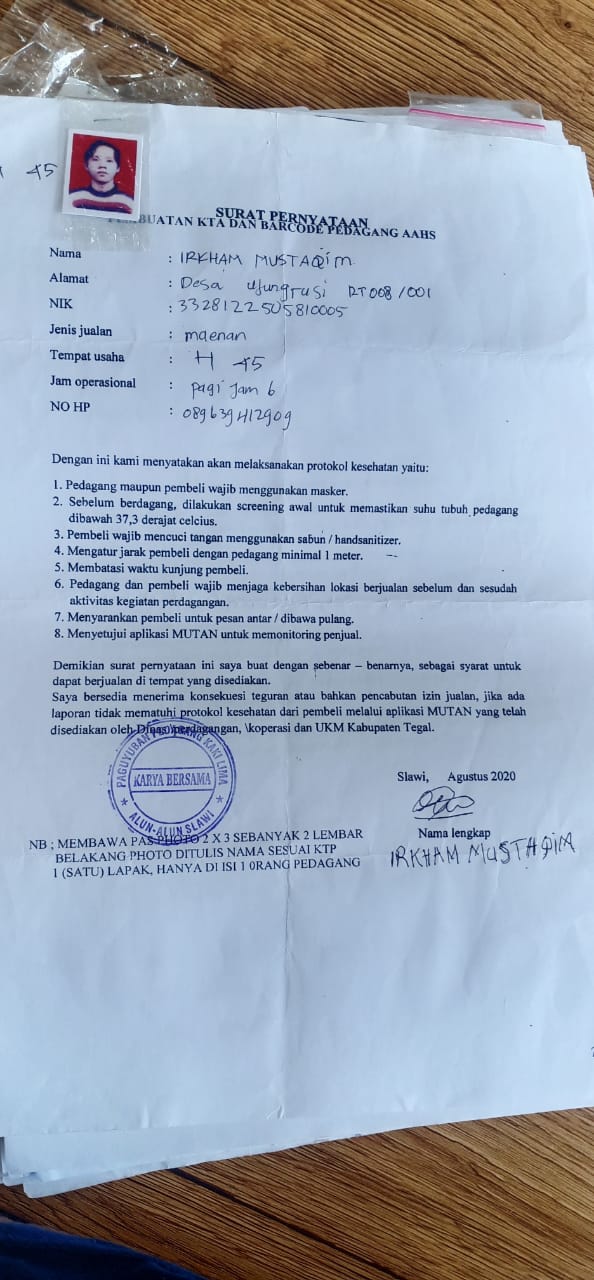 45
SURAT PERNYATAAN
BUATAN KTA DAN BARCODE PEDAGANG AAHS
Nama : IRKHAM MUSTAQIM
Alamat : Desa ujungrusi RT 008/001
NIK : 3328122505810005
Jenis jualan : maenan
Tempat usaha : H 45
Jam operasional : pagi jam 6
NO HP : 089639412909
Dengan ini kami menyatakan akan melaksanakan protokol kesehatan yaitu:
1. Pedagang maupun pembeli wajib menggunakan masker.
2. Sebelum berdagang, dilakukan screening awal untuk memastikan suhu tubuh pedagang
dibawah 37,3 derajat celcius.
3. Pembeli wajib mencuci tangan menggunakan sabun / handsanitizer.
4. Mengatur jarak pembeli dengan pedagang minimal 1 meter.
5. Membatasi waktu kunjung pembeli.
6. Pedagang dan pembeli wajib menjaga kebersihan lokasi berjualan sebelum dan sesudah
aktivitas kegiatan perdagangan.
7. Menyarankan pembeli untuk pesan antar / dibawa pulang.
8. Menyetujui aplikasi MUTAN untuk memonitoring penjual.
Demikian surat pernyataan ini saya buat dengan sebenar – benarnya, sebagai syarat untuk
dapat berjualan di tempat yang disediakan.
Saya bersedia menerima konsekuesi teguran atau bahkan pencabutan izin jualan, jika ada
laporan tidak mematuhi protokol kesehatan dari pembeli melalui aplikasi MUTAN yang telah
disediakan oleh Dinas perdagangan, \koperasi dan UKM Kabupaten Tegal.
PAGUYUBAN PEDAGANG KAKI LIMA
KARYA BERSAMA
ALUN-ALUN SLAWI
Slawi, Agustus 2020
Nama lengkap
IRKHAM MUSTAQIM
NB ; MEMBAWA PAS PHOTO 2 X 3 SEBANYAK 2 LEMBAR
BELAKANG PHOTO DITULIS NAMA SESUAI KTP
1 (SATU) LAPAK, HANYA DI ISI 1 0RANG PEDAGANG